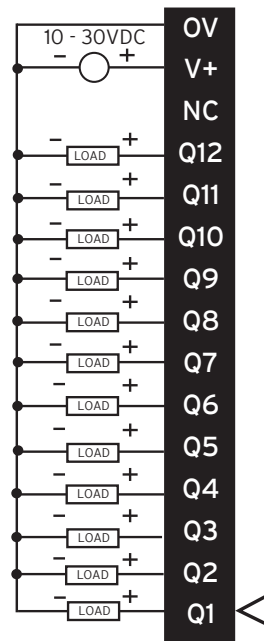 0V
10 - 30VDC
- + V+
NC
- LOAD + Q12
- LOAD + Q11
- LOAD + Q10
- LOAD + Q9
- LOAD + Q8
- LOAD + Q7
- LOAD + Q6
- LOAD + Q5
- LOAD + Q4
- LOAD + Q3
- LOAD + Q2
- LOAD + Q1